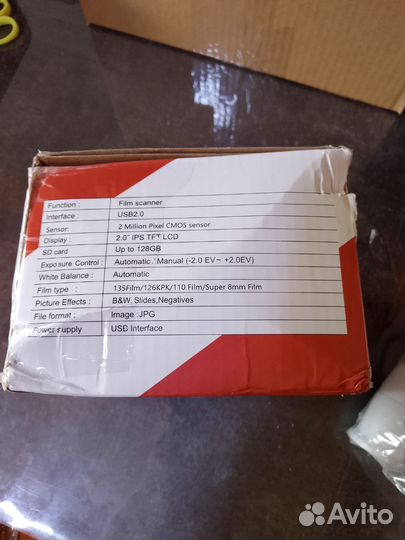 Function : Film scanner
Interface : USB2.0
Sensor: 2 Million Pixel CMOS sensor
Display : 2.0" IPS TFT LCD
SD card Up to 128GB
Exposure Control : Automatic \ Manual (-2.0 EV~ +2.0EV)
White Balance : Automatic
Film type : 135Film/126KPK/110 Film/Super 8mm Film
Picture Effects : B&W, Slides,Negatives
File format : Image :JPG
Power supply USB Interface
Avito